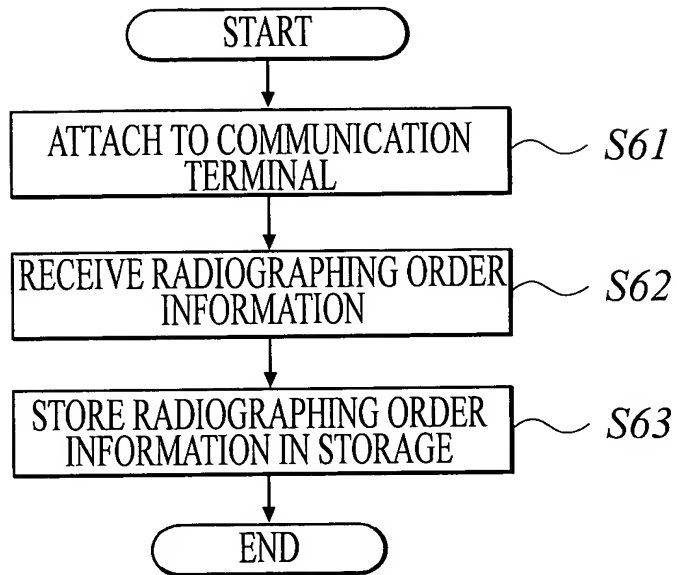 START
ATTACH TO COMMUNICATION
TERMINAL
S61
RECEIVE RADIOGRAPHING ORDER
INFORMATION
S62
STORE RADIOGRAPHING ORDER
INFORMATION IN STORAGE
S63
END